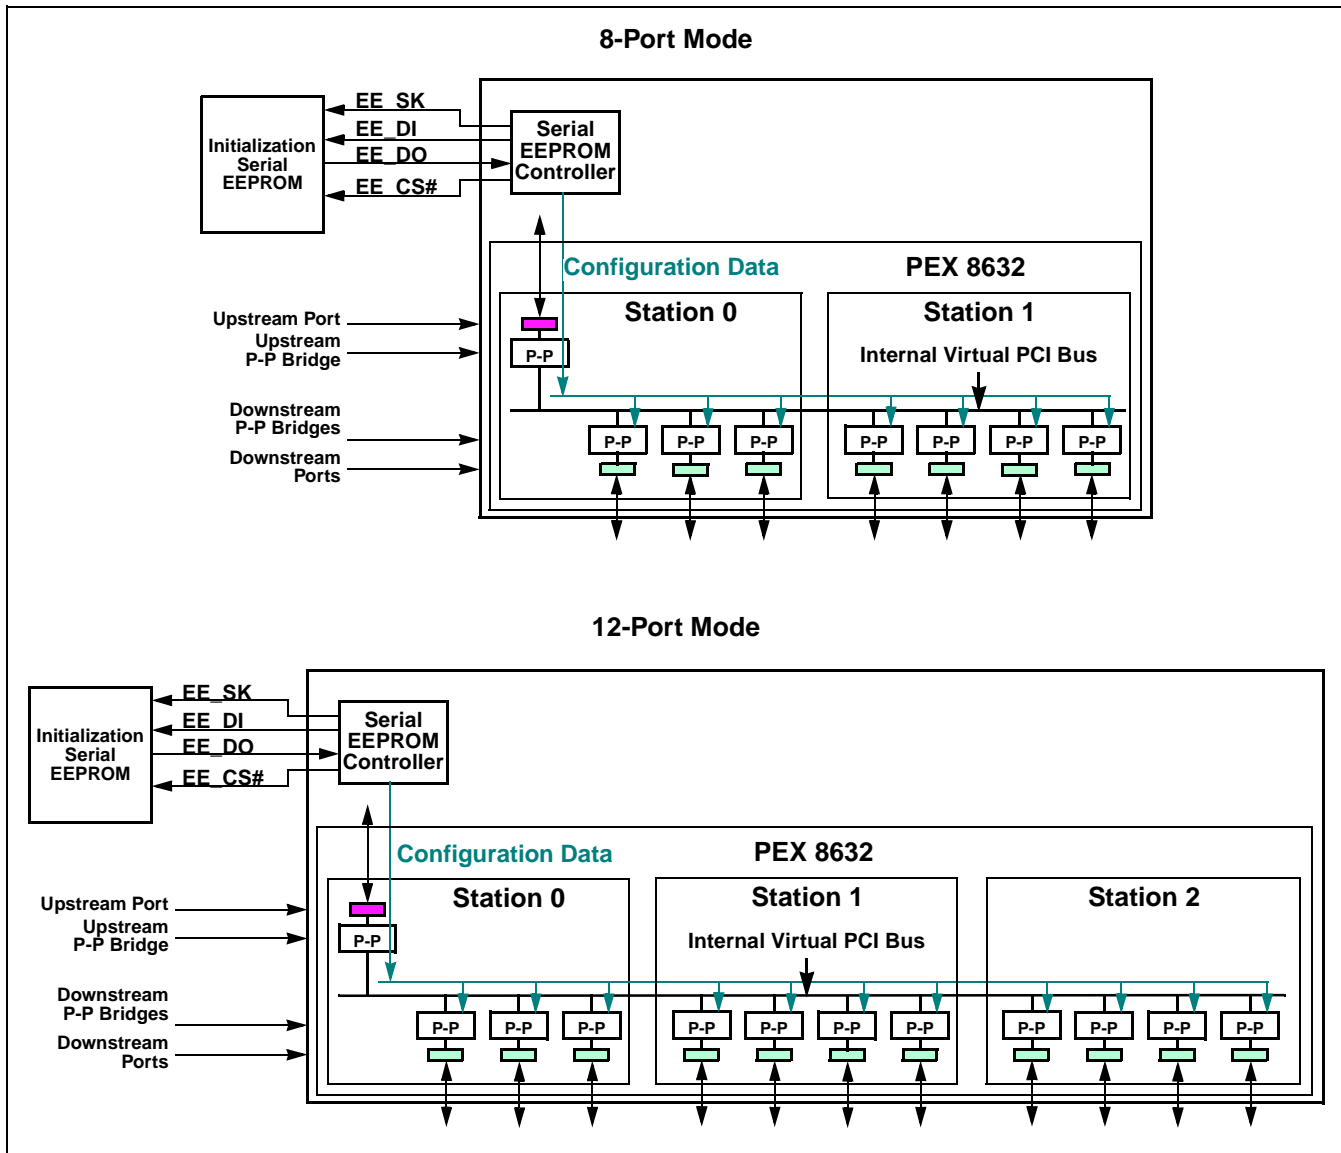 8-Port Mode
EE_SK
EE_DI
EE_DO
EE_CS#
Initialization
Serial
EEPROM
Serial
EEPROM
Controller
Configuration Data
PEX 8632
Station 0
Station 1
Upstream Port
Upstream
P-P Bridge
P-P
Internal Virtual PCI Bus
Downstream
P-P Bridges
Downstream
Ports
P-P
P-P
P-P
P-P
P-P
P-P
P-P
12-Port Mode
EE_SK
EE_DI
EE_DO
EE_CS#
Initialization
Serial
EEPROM
Serial
EEPROM
Controller
Configuration Data
PEX 8632
Station 0
Station 1
Station 2
Upstream Port
Upstream
P-P Bridge
P-P
Internal Virtual PCI Bus
Downstream
P-P Bridges
Downstream
Ports
P-P
P-P
P-P
P-P
P-P
P-P
P-P
P-P
P-P
P-P
P-P